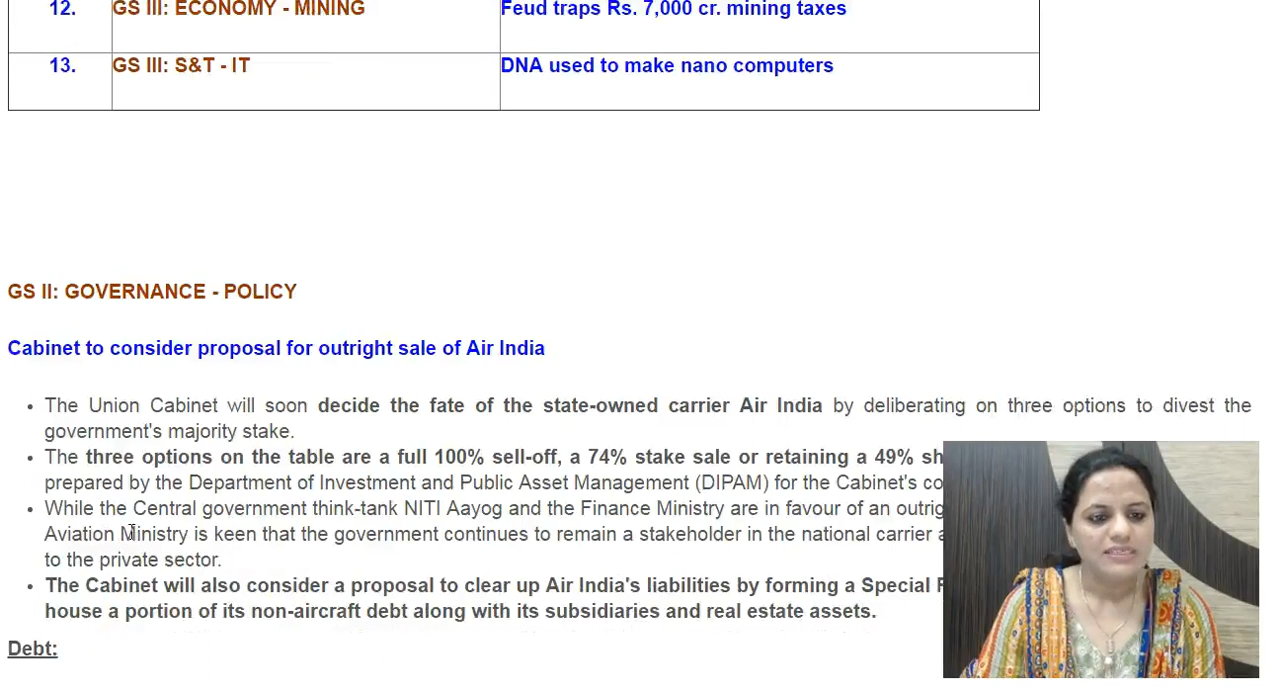 12. GS III: ECONOMY - MINING Feud traps Rs. 7,000 cr. mining taxes
13. GS III: S&T - IT DNA used to make nano computers
GS II: GOVERNANCE - POLICY
Cabinet to consider proposal for outright sale of Air India
• The Union Cabinet will soon decide the fate of the state-owned carrier Air India by deliberating on three options to divest the
government's majority stake.
• The three options on the table are a full 100% sell-off, a 74% stake sale or retaining a 49% sh
prepared by the Department of Investment and Public Asset Management (DIPAM) for the Cabinet's co
• While the Central government think-tank NITI Aayog and the Finance Ministry are in favour of an outrig
Aviation Ministry is keen that the government continues to remain a stakeholder in the national carrier a
to the private sector.
• The Cabinet will also consider a proposal to clear up Air India's liabilities by forming a Special
house a portion of its non-aircraft debt along with its subsidiaries and real estate assets.
Debt: